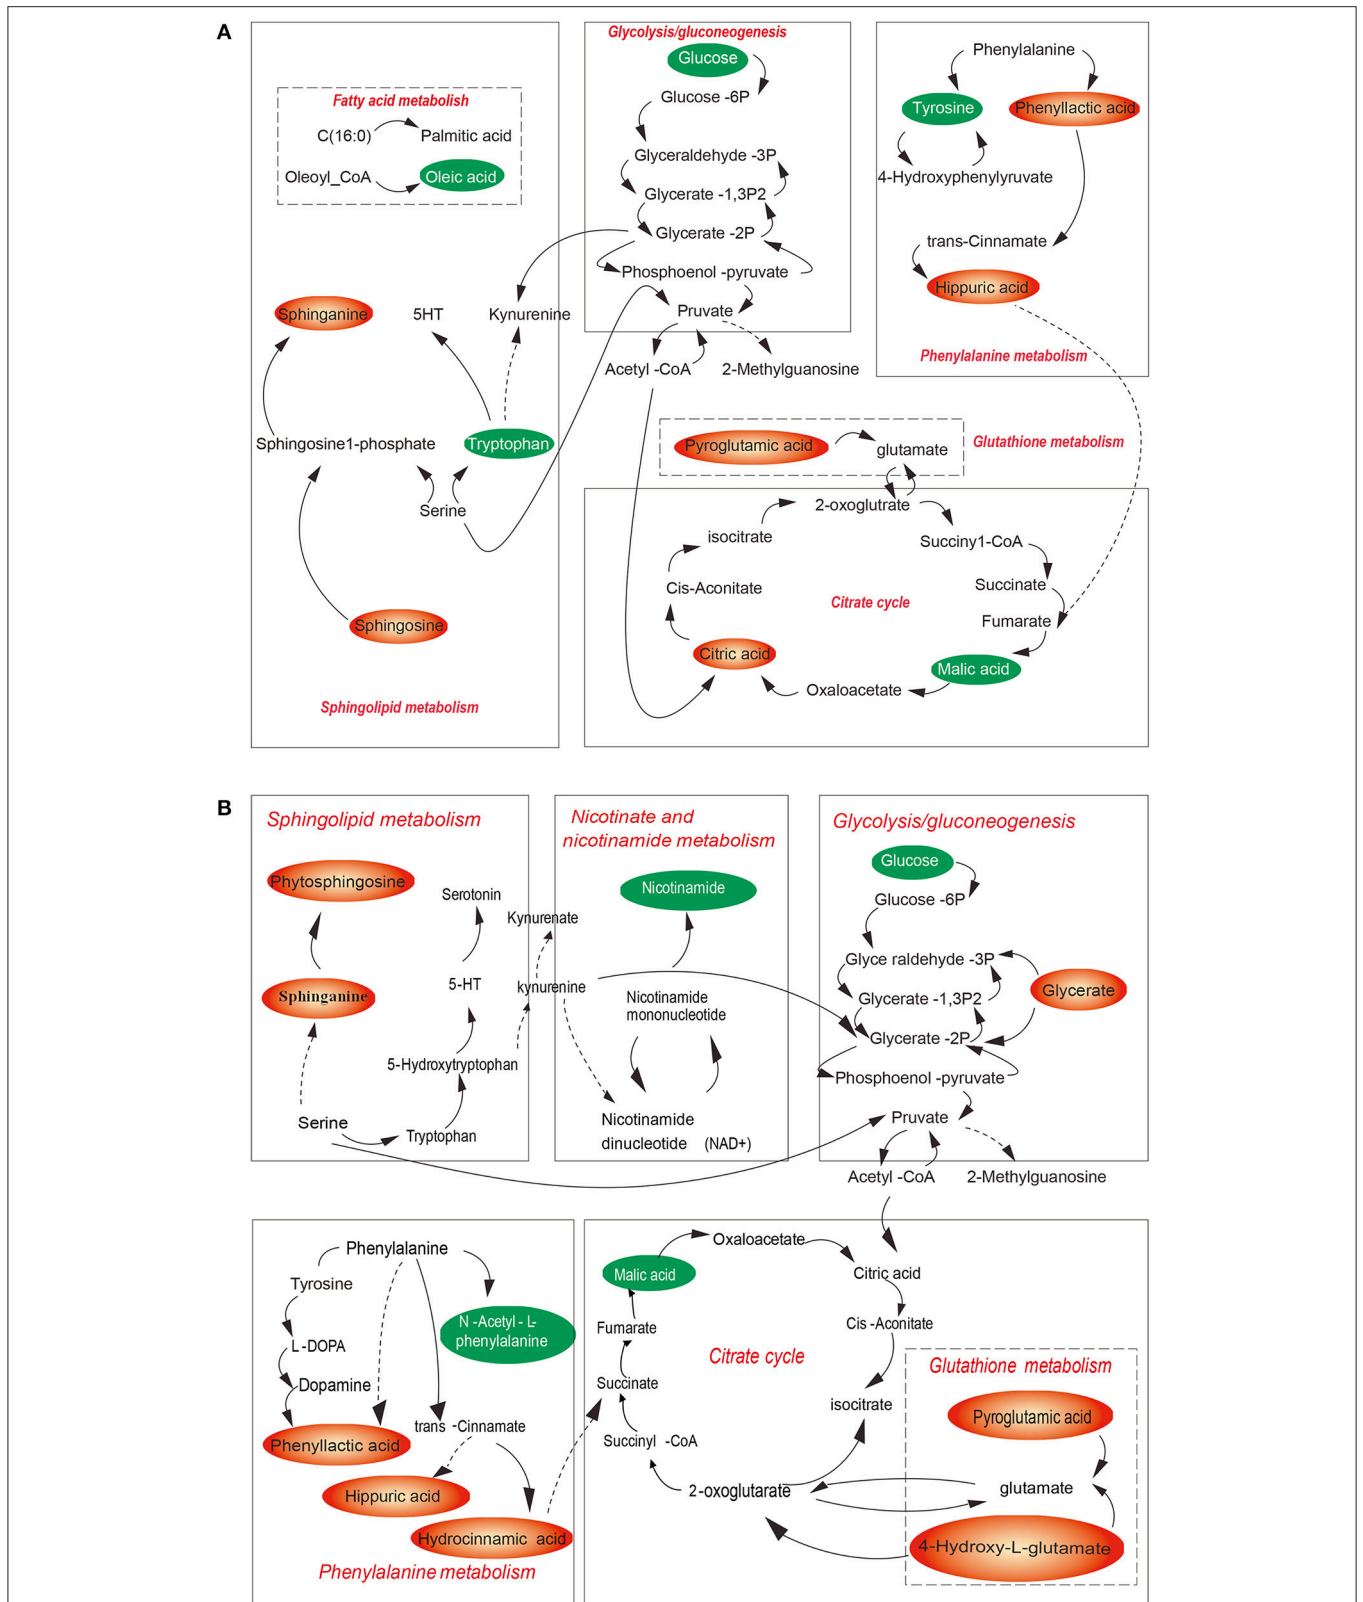 A
Fatty acid metabolish
C(16:0)
Palmitic acid
Oleoyl_CoA
Oleic acid
Sphinganine
5HT
Kynurenine
Sphingosine1-phosphate
Tryptophan
Serine
Sphingosine
Sphingolipid metabolism
Glycolysis/gluconeogenesis
Glucose
Glucose -6P
Glyceraldehyde -3P
Glycerate -1,3P2
Glycerate -2P
Phosphoenol -pyruvate
Pruvate
Acetyl -CoA
2-Methylguanosine
Phenylalanine
Tyrosine
Phenyllactic acid
4-Hydroxyphenylyruvate
trans-Cinnamate
Hippuric acid
Phenylalanine metabolism
Pyroglutamic acid
glutamate
Glutathione metabolism
2-oxoglutrate
isocitrate
Succiny1-CoA
Cis-Aconitate
Succinate
Citrate cycle
Fumarate
Citric acid
Malic acid
Oxaloacetate
B
Sphingolipid metabolism
Phytosphingosine
Serotonin
Sphinganine
5-HT
5-Hydroxytryptophan
Serine
Tryptophan
Kynurenate
kynurenine
Nicotinate and
nicotinamide metabolism
Nicotinamide
Nicotinamide
mononucleotide
Nicotinamide
dinucleotide (NAD+)
Glycolysis/gluconeogenesis
Glucose
Glucose -6P
Glyce raldehyde -3P
Glycerate -1,3P2
Glycerate
Glycerate -2P
Phosphoenol -pyruvate
Pruvate
Acetyl -CoA
2-Methylguanosine
Phenylalanine
Tyrosine
N -Acetyl - L-
phenylalanine
L -DOPA
Dopamine
trans -Cinnamate
Phenyllactic acid
Hippuric acid
Hydrocinnamic acid
Phenylalanine metabolism
Oxaloacetate
Malic acid
Citric acid
Fumarate
Cis -Aconitate
Citrate cycle
Succinate
isocitrate
Succinyl -CoA
2-oxoglutarate
Glutathione metabolism
Pyroglutamic acid
glutamate
4-Hydroxy-L-glutamate